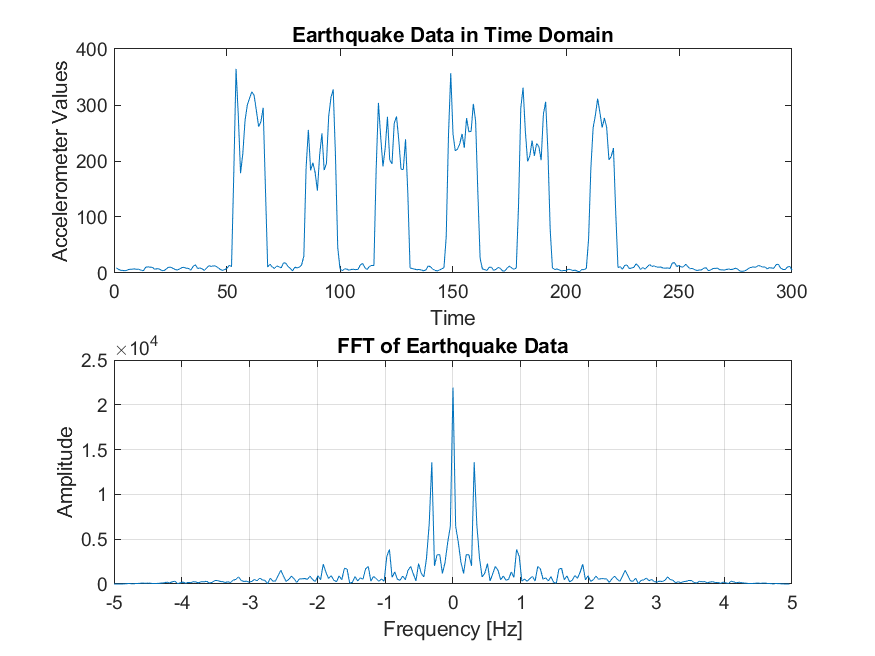 Earthquake Data in Time Domain
400
300
200
100
0
Accelerometer Values
0 50 100 150 200 250 300
Time
FFT of Earthquake Data
×10^4
2.5
2
1.5
1
0.5
0
Amplitude
-5 -4 -3 -2 -1 0 1 2 3 4 5
Frequency [Hz]